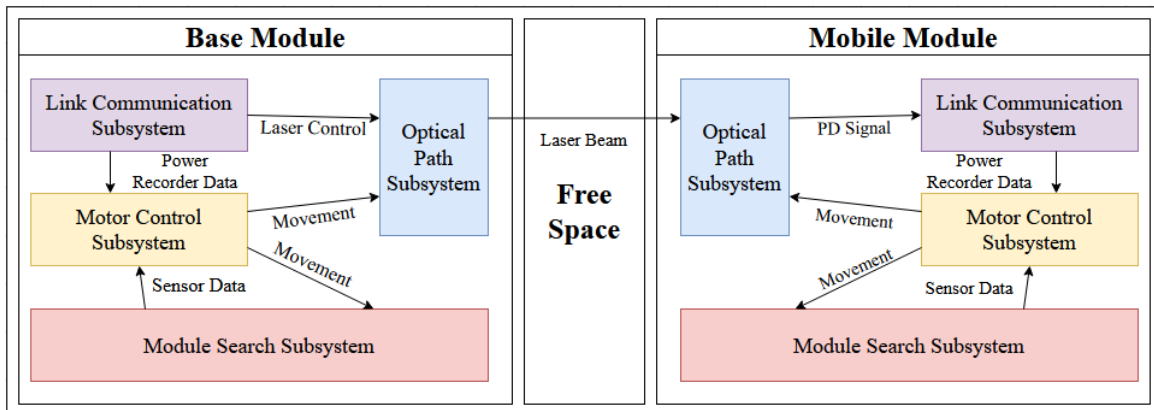 Base Module
Link Communication
Subsystem
Laser Control
Optical
Path
Subsystem
Power
Recorder Data
Motor Control
Subsystem
Movement
Movement
Sensor Data
Module Search Subsystem
Laser Beam
Free
Space
Mobile Module
Optical
Path
Subsystem
PD Signal
Link Communication
Subsystem
Power
Recorder Data
Movement
Motor Control
Subsystem
Movement
Sensor Data
Module Search Subsystem